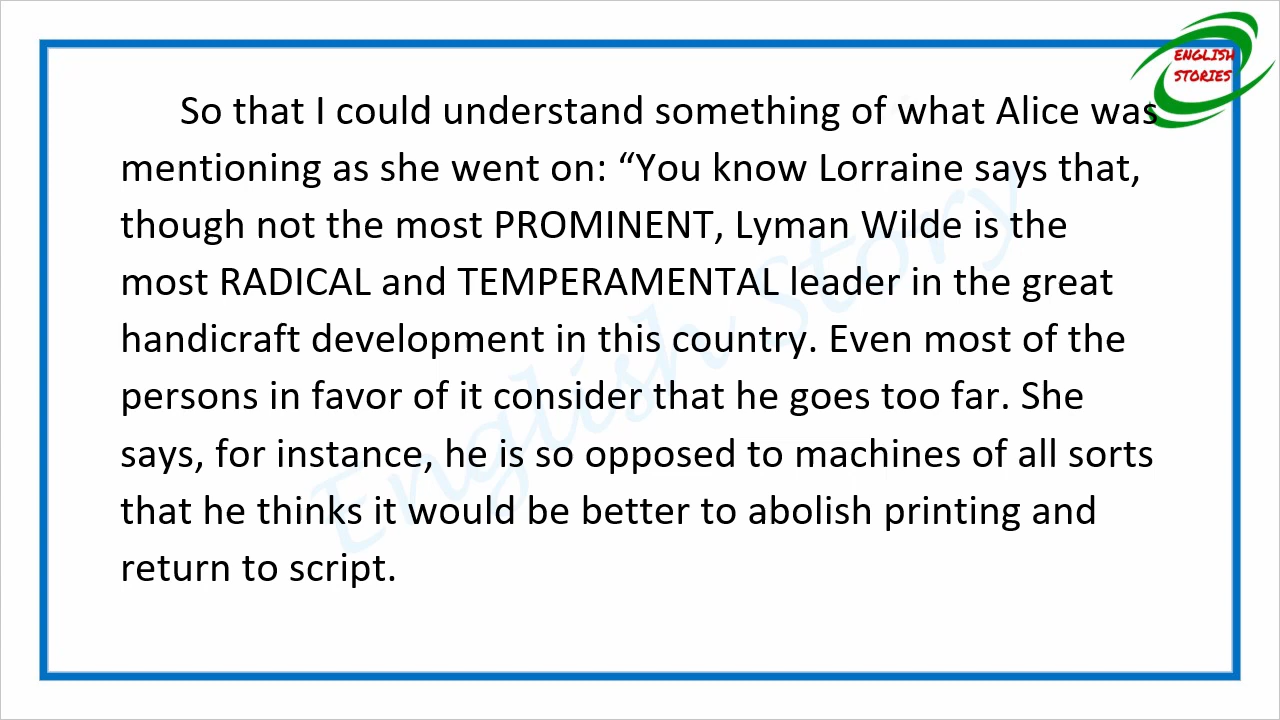 ENGLISH
STORIES
So that I could understand something of what Alice was
mentioning as she went on: “You know Lorraine says that,
though not the most PROMINENT, Lyman Wilde is the
most RADICAL and TEMPERAMENTAL leader in the great
handicraft development in this country. Even most of the
persons in favor of it consider that he goes too far. She
says, for instance, he is so opposed to machines of all sorts
that he thinks it would be better to abolish printing and
return to script.
English Story